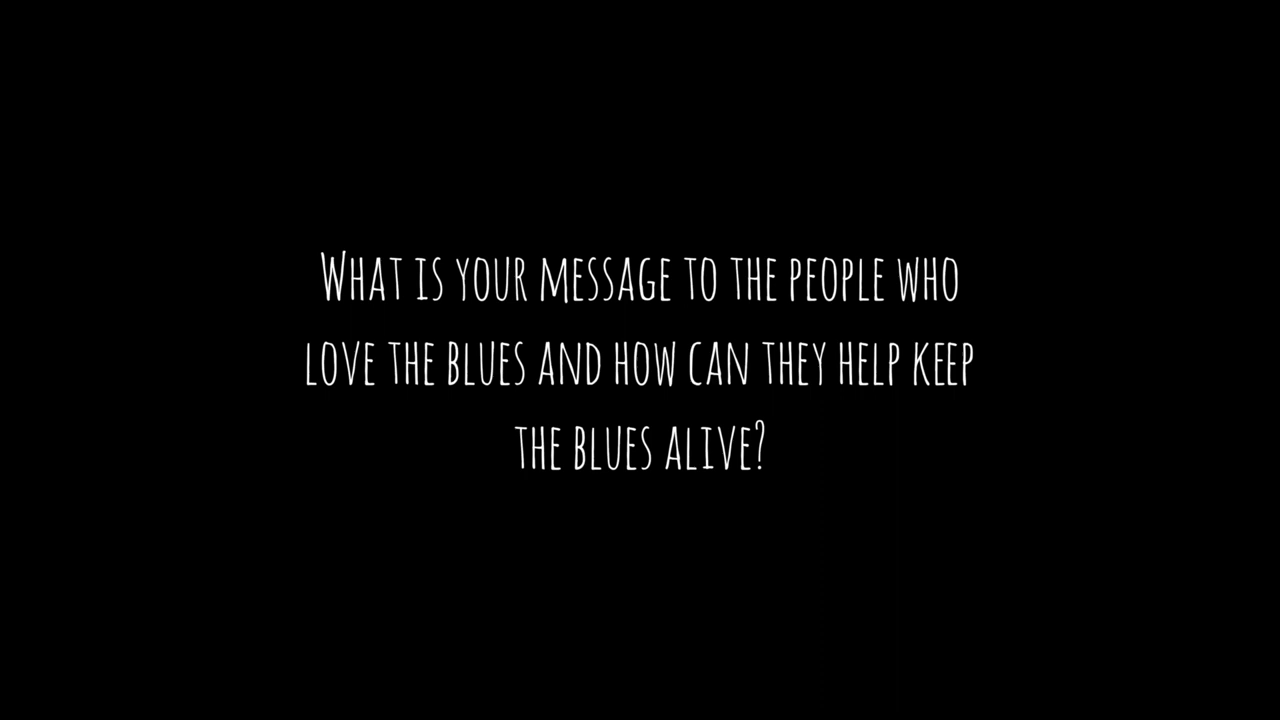 What is your message to the people who
love the blues and how can they help keep
the blues alive?